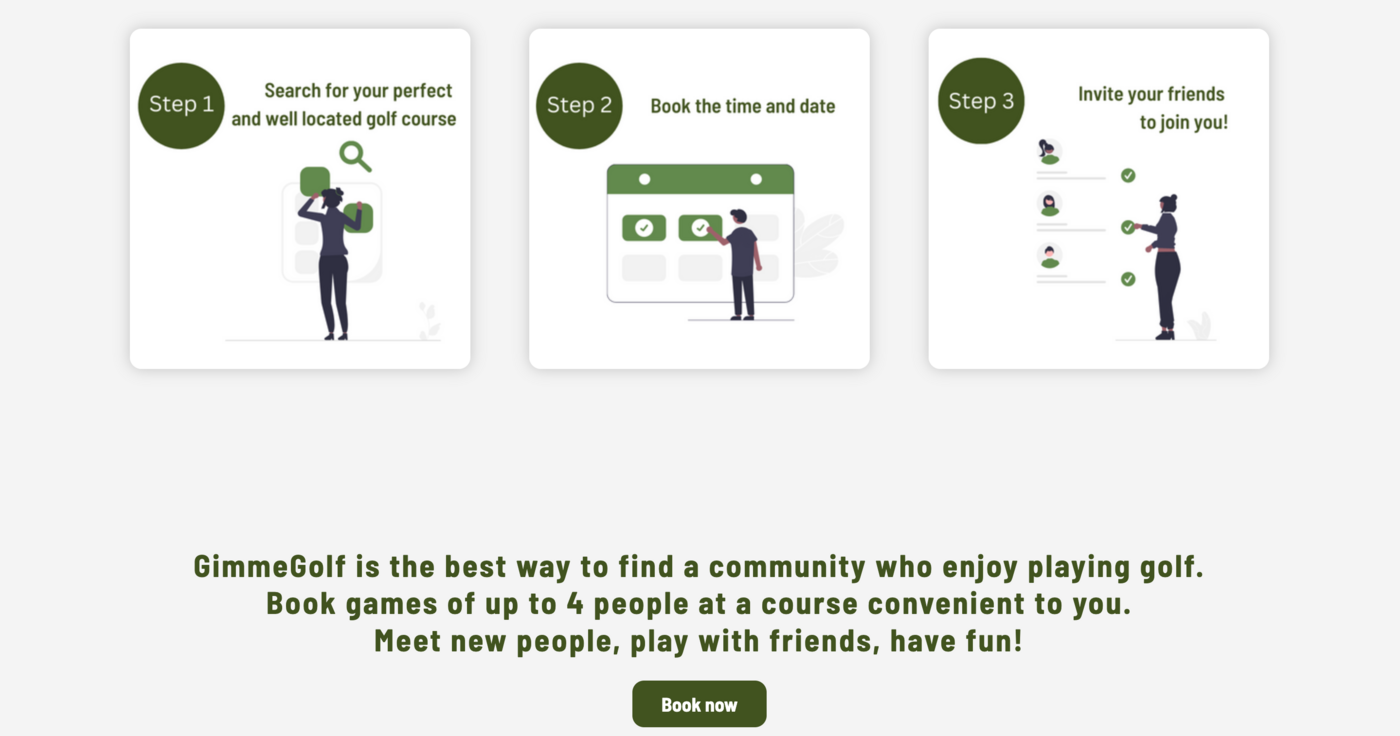 Step 1
Search for your perfect
and well located golf course
Step 2
Book the time and date
Step 3
Invite your friends
to join you!
GimmeGolf is the best way to find a community who enjoy playing golf.
Book games of up to 4 people at a course convenient to you.
Meet new people, play with friends, have fun!
Book now